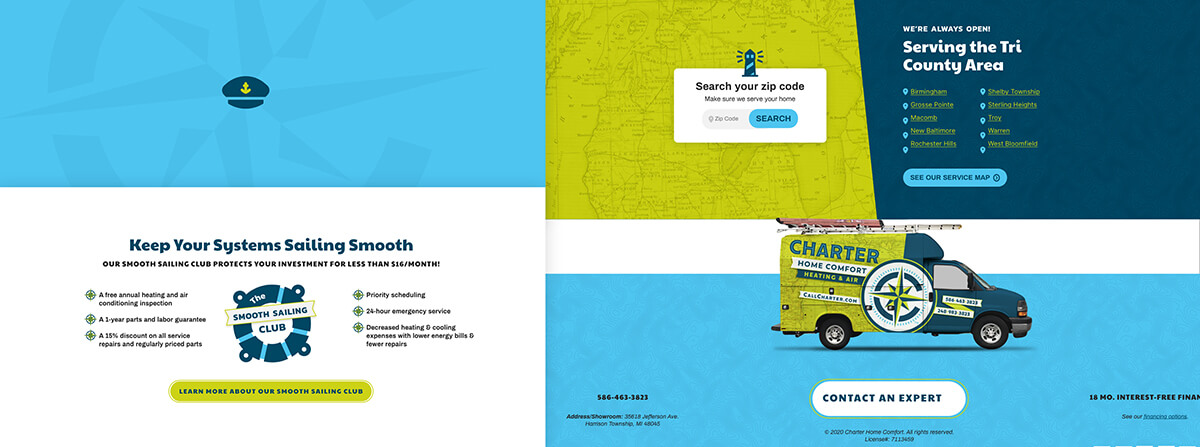 Keep Your Systems Sailing Smooth
OUR SMOOTH SAILING CLUB PROTECTS YOUR INVESTMENT FOR LESS THAN $16/MONTH!
A free annual heating and air
conditioning inspection
A 1-year parts and labor guarantee
A 15% discount on all service
repairs and regularly priced parts
The
SMOOTH SAILING
CLUB
Priority scheduling
24-hour emergency service
Decreased heating & cooling
expenses with lower energy bills &
fewer repairs
LEARN MORE ABOUT OUR SMOOTH SAILING CLUB
Search your zip code
Make sure we serve your home
Zip Code
SEARCH
WE'RE ALWAYS OPEN!
Serving the Tri
County Area
Birmingham
Grosse Pointe
Macomb
New Baltimore
Rochester Hills
Shelby Township
Sterling Heights
Troy
Warren
West Bloomfield
SEE OUR SERVICE MAP
CHARTER
HOME COMFORT
HEATING & AIR
CALLCHARTER.COM
586 463 3823
248 983 3823
586-463-3823
Address/Showroom: 35618 Jefferson Ave.
Harrison Township, MI 48045
CONTACT AN EXPERT
© 2020 Charter Home Comfort. All rights reserved.
License#: 7113459
18 MO. INTEREST-FREE FINAN
See our financing options.